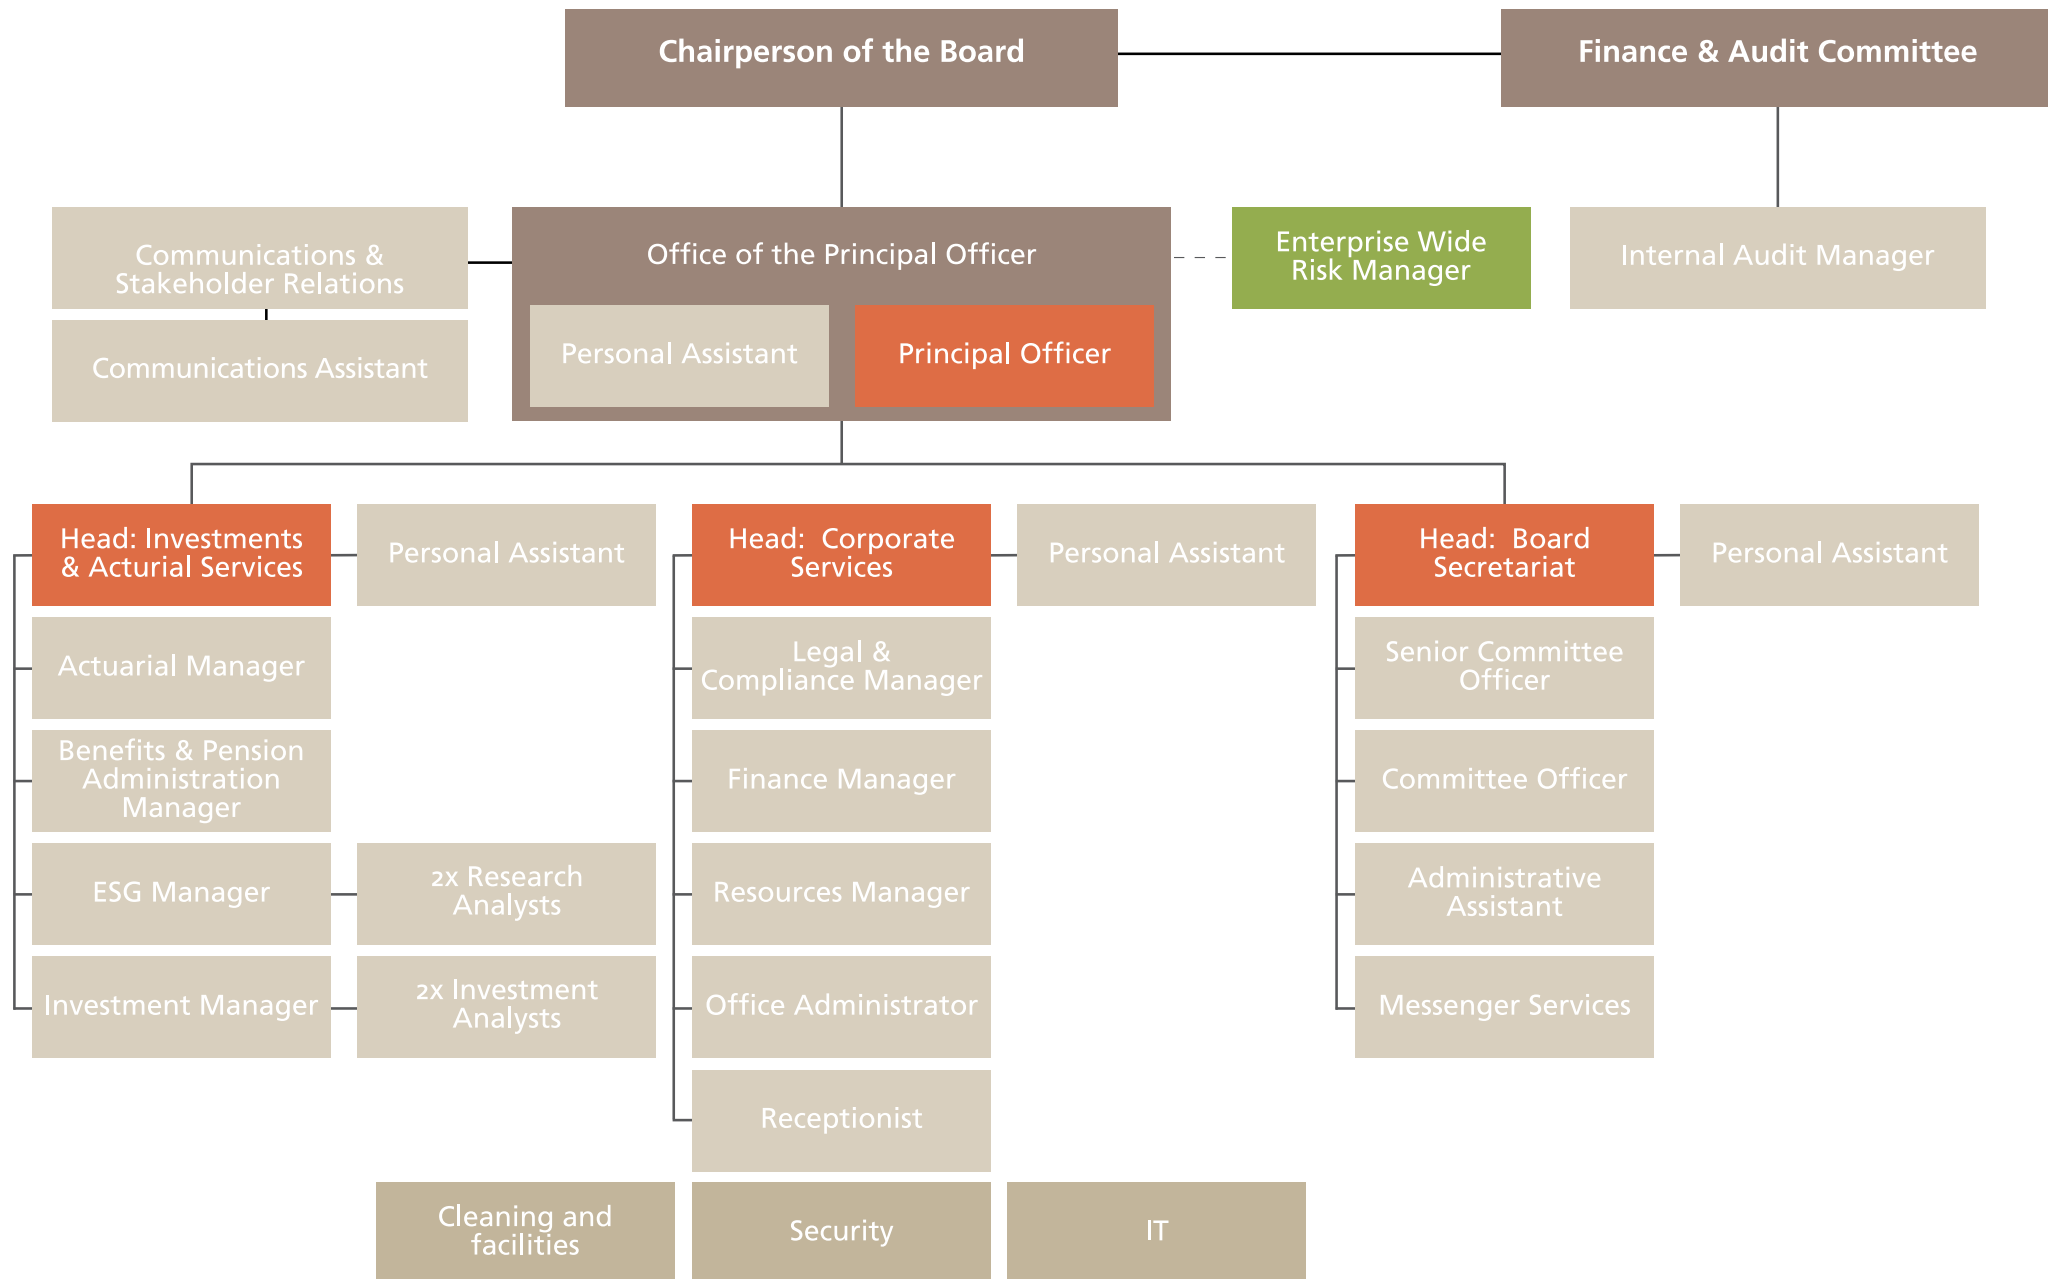 Chairperson of the Board
Finance & Audit Committee
Communications &
Stakeholder Relations
Office of the Principal Officer
Enterprise Wide
Risk Manager
Internal Audit Manager
Communications Assistant
Personal Assistant
Principal Officer
Head: Investments
& Acturial Services
Personal Assistant
Head:  Corporate
Services
Personal Assistant
Head:  Board
Secretariat
Personal Assistant
Actuarial Manager
Legal &
Compliance Manager
Senior Committee
Officer
Benefits & Pension
Administration
Manager
Finance Manager
Committee Officer
ESG Manager
2x Research
Analysts
Resources Manager
Administrative
Assistant
Investment Manager
2x Investment
Analysts
Office Administrator
Messenger Services
Receptionist
Cleaning and
facilities
Security
IT